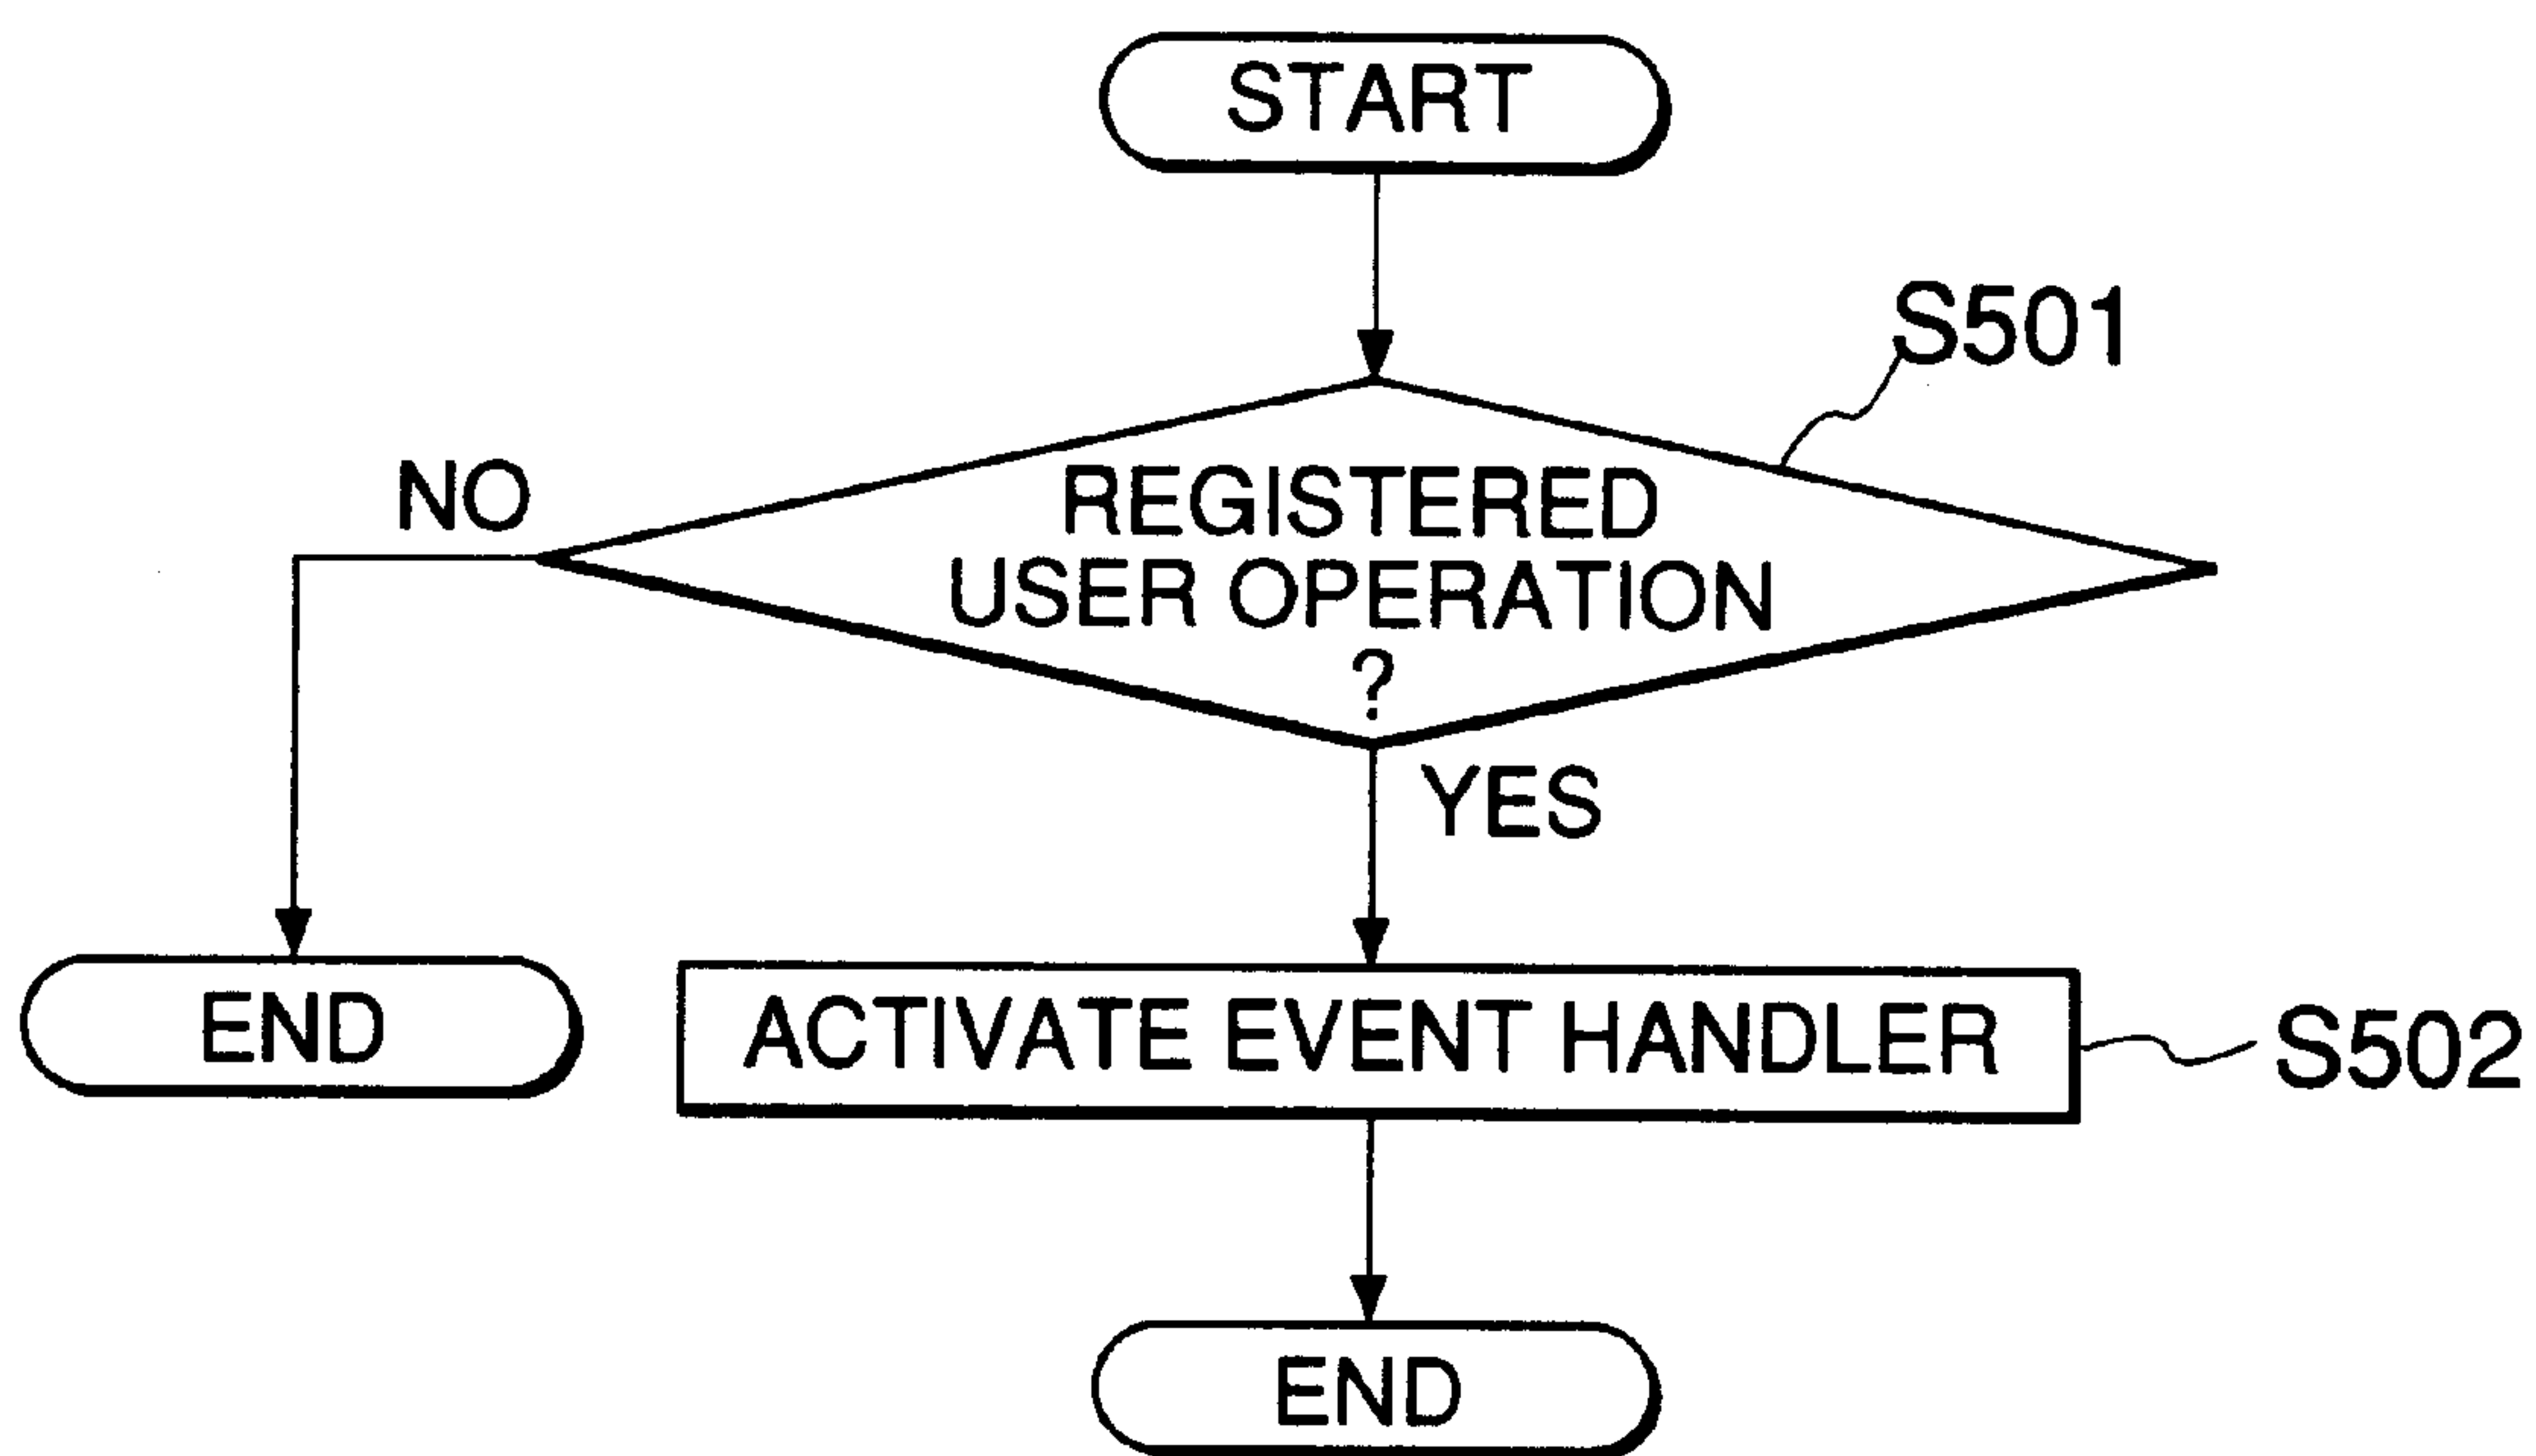 START
S501
NO
REGISTERED
USER OPERATION
?
YES
END
ACTIVATE EVENT HANDLER
S502
END